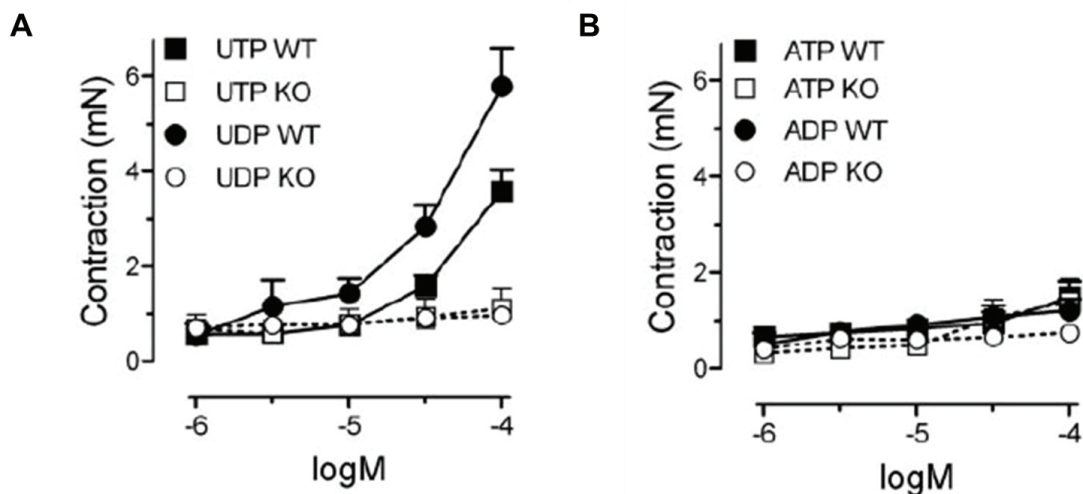 A
UTP WT
UTP KO
UDP WT
UDP KO
Contraction (mN)
6
4
2
0
-6
-5
-4
logM
B
ATP WT
ATP KO
ADP WT
ADP KO
Contraction (mN)
6
4
2
0
-6
-5
-4
logM